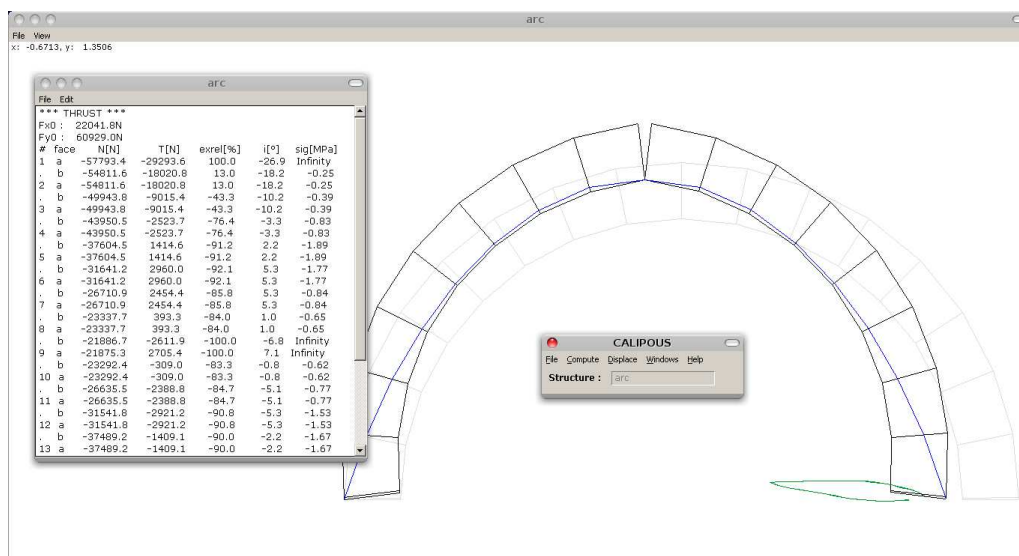 arc
File View
x: -0.6713, y: 1.3506
arc
File Edit
*** THRUST ***
Fx0 : 22041.8N
Fy0 : 60929.0N
# face N[N] T[N] exrel[%] i[º] sig[MPa]
1 a -57793.4 -29293.6 100.0 -26.9 Infinity
. b -54811.6 -18020.8 13.0 -18.2 -0.25
2 a -54811.6 -18020.8 13.0 -18.2 -0.25
. b -49943.8 -9015.4 -43.3 -10.2 -0.39
3 a -49943.8 -9015.4 -43.3 -10.2 -0.39
. b -43950.5 -2523.7 -76.4 -3.3 -0.83
4 a -43950.5 -2523.7 -76.4 -3.3 -0.83
. b -37604.5 1414.6 -91.2 2.2 -1.89
5 a -37604.5 1414.6 -91.2 2.2 -1.89
. b -31641.2 2960.0 -92.1 5.3 -1.77
6 a -31641.2 2960.0 -92.1 5.3 -1.77
. b -26710.9 2454.4 -85.8 5.3 -0.84
7 a -26710.9 2454.4 -85.8 5.3 -0.84
. b -23337.7 393.3 -84.0 1.0 -0.65
8 a -23337.7 393.3 -84.0 1.0 -0.65
. b -21886.7 -2611.9 -100.0 -6.8 Infinity
9 a -21875.3 2705.4 -100.0 7.1 Infinity
. b -23292.4 -309.0 -83.3 -0.8 -0.62
10 a -23292.4 -309.0 -83.3 -0.8 -0.62
. b -26635.5 -2388.8 -84.7 -5.1 -0.77
11 a -26635.5 -2388.8 -84.7 -5.1 -0.77
. b -31541.8 -2921.2 -90.8 -5.3 -1.53
12 a -31541.8 -2921.2 -90.8 -5.3 -1.53
. b -37489.2 -1409.1 -90.0 -2.2 -1.67
13 a -37489.2 -1409.1 -90.0 -2.2 -1.67
CALIPOUS
File Compute Displace Windows Help
Structure : arc